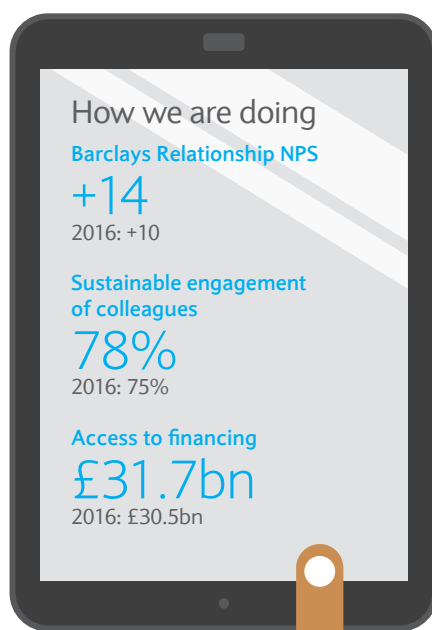 How we are doing
Barclays Relationship NPS
+14
2016: +10
Sustainable engagement
of colleagues
78%
2016: 75%
Access to financing
£31.7bn
2016: £30.5bn